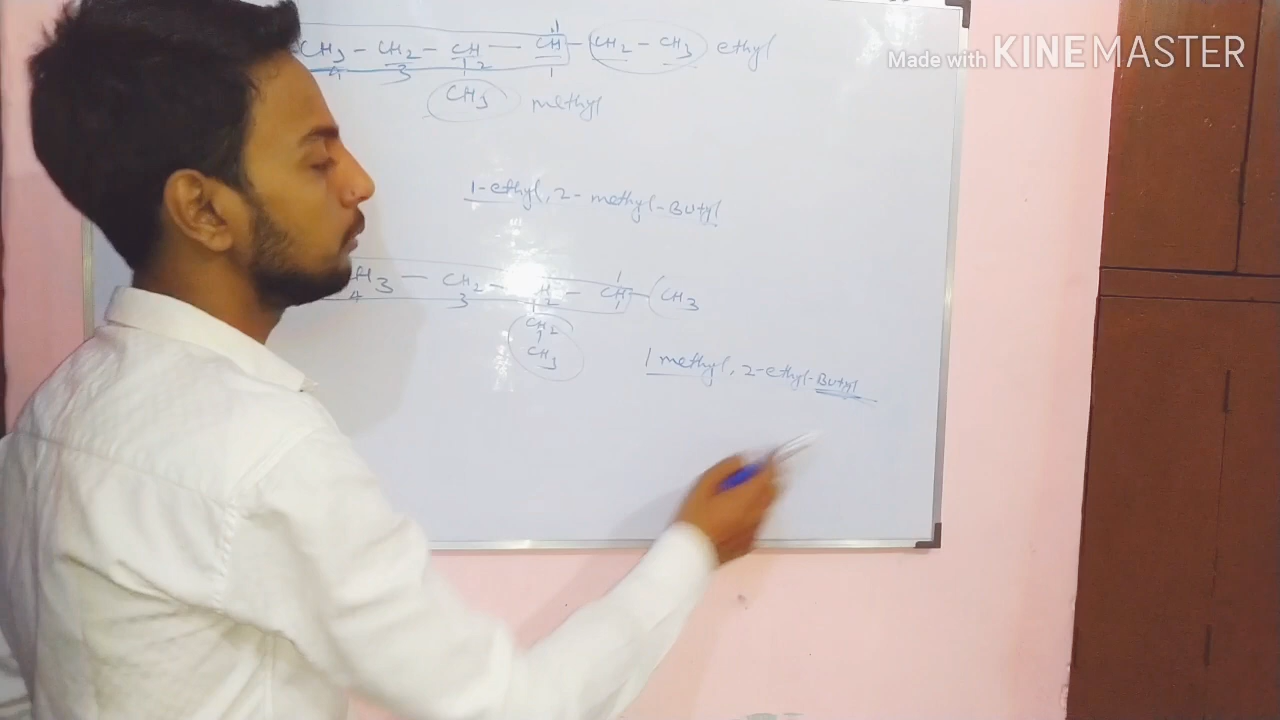 Made with KINEMASTER
1
CH3 - CH2 - CH - CH - CH2 - CH3 ethyl
4 3 2 1
CH3 methyl
1-ethyl, 2-methyl-Butyl
H3 - CH2 - H - CH - CH3
4 3 2 1
CH2
CH3
1 methyl, 2-ethyl-Butyl